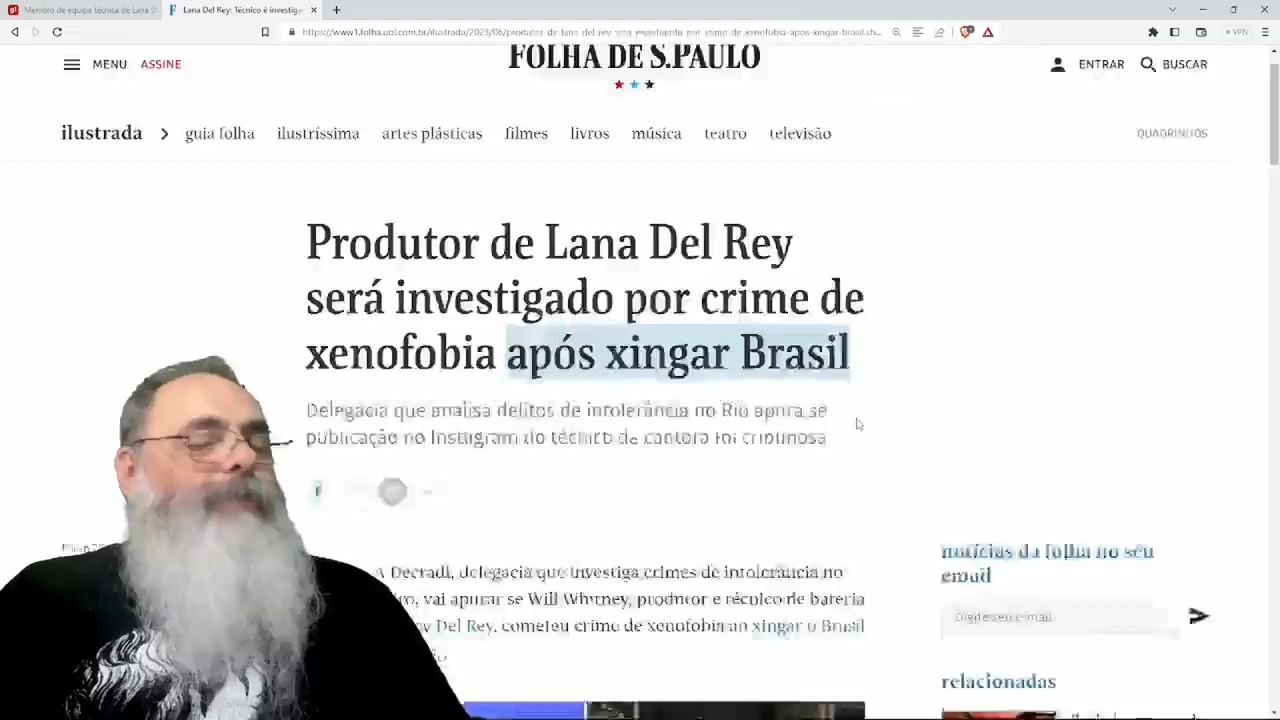 Membro de equipe técnica de Lana D
Lana Del Rey: Técnico é investiga
https://www1.folha.uol.com.br/ilustrada/2023/06/produtor-de-lana-del-rey-sera-investigado-por-crime-de-xenofobia-apos-xingar-brasil.sh...
VPN
MENU
ASSINE
FOLHA DE S.PAULO
ENTRAR
BUSCAR
ilustrada
guia folha
ilustríssima
artes plásticas
filmes
livros
música
teatro
televisão
QUADRINHOS
Produtor de Lana Del Rey
será investigado por crime de
xenofobia após xingar Brasil
Delegacia que analisa delitos de intolerância no Rio apura se
publicação no Instagram do técnico de cantora foi criminosa
A Decradi, delegacia que investiga crimes de intolerância no
vai apurar se Will Whitney, produtor e técnico de bateria
Del Rey, cometeu crime de xenofobia ao xingar o Brasil
notícias da folha no seu
email
Digite seu e-mail
relacionadas